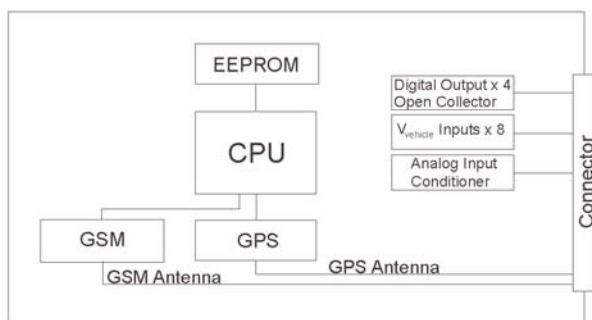 EEPROM
Digital Output x 4
Open Collector
Vvehicle Inputs x 8
CPU
Analog Input
Conditioner
Connector
GSM
GPS
GPS Antenna
GSM Antenna